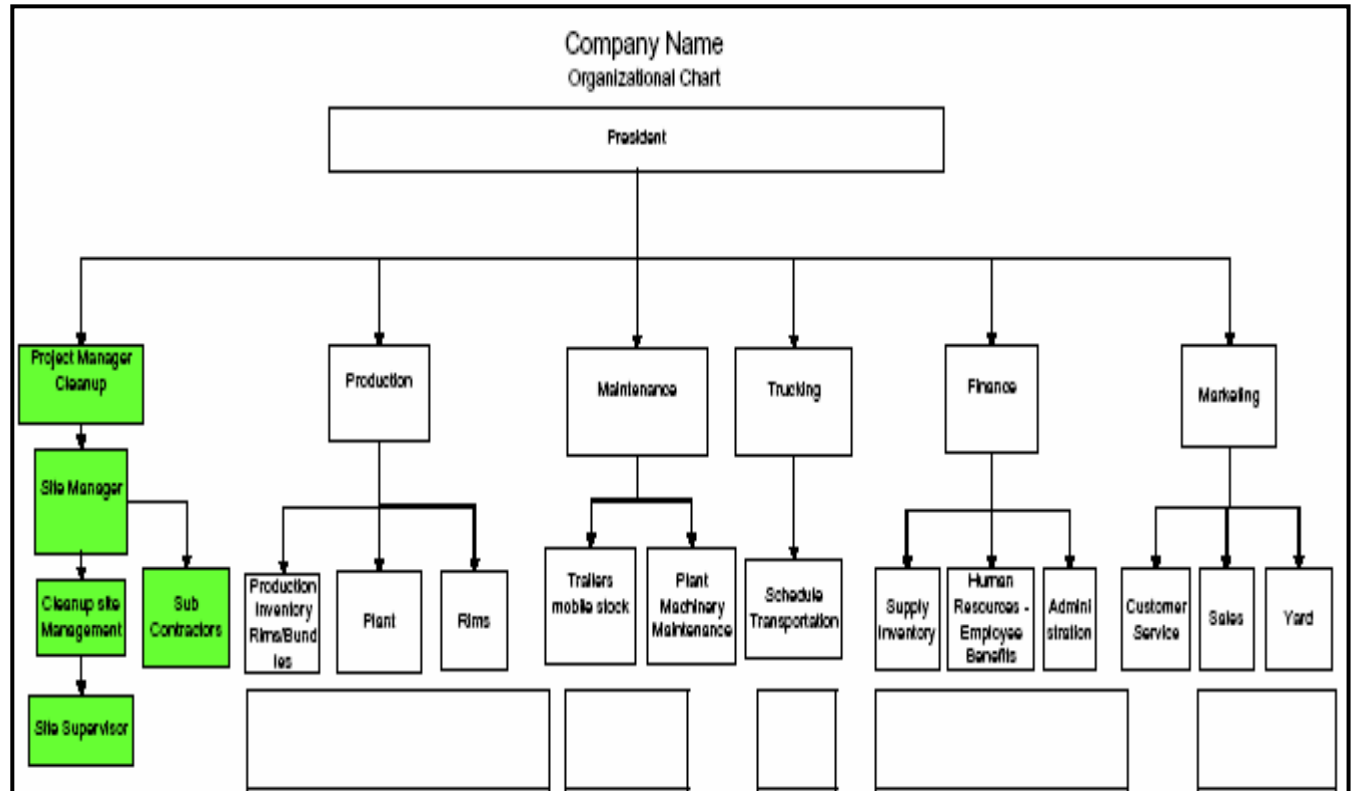 Company Name
Organizational Chart
President
Project Manager
Cleanup
Production
Maintenance
Trucking
Finance
Marketing
Site Manager
Cleanup site
Management
Sub
Contractors
Production
Inventory
Rims/Bund
les
Plant
Rims
Trailers
mobile stock
Plant
Machinery
Maintenance
Schedule
Transportation
Supply
Inventory
Human
Resources -
Employee
Benefits
Admini
stration
Customer
Service
Sales
Yard
Site Supervisor